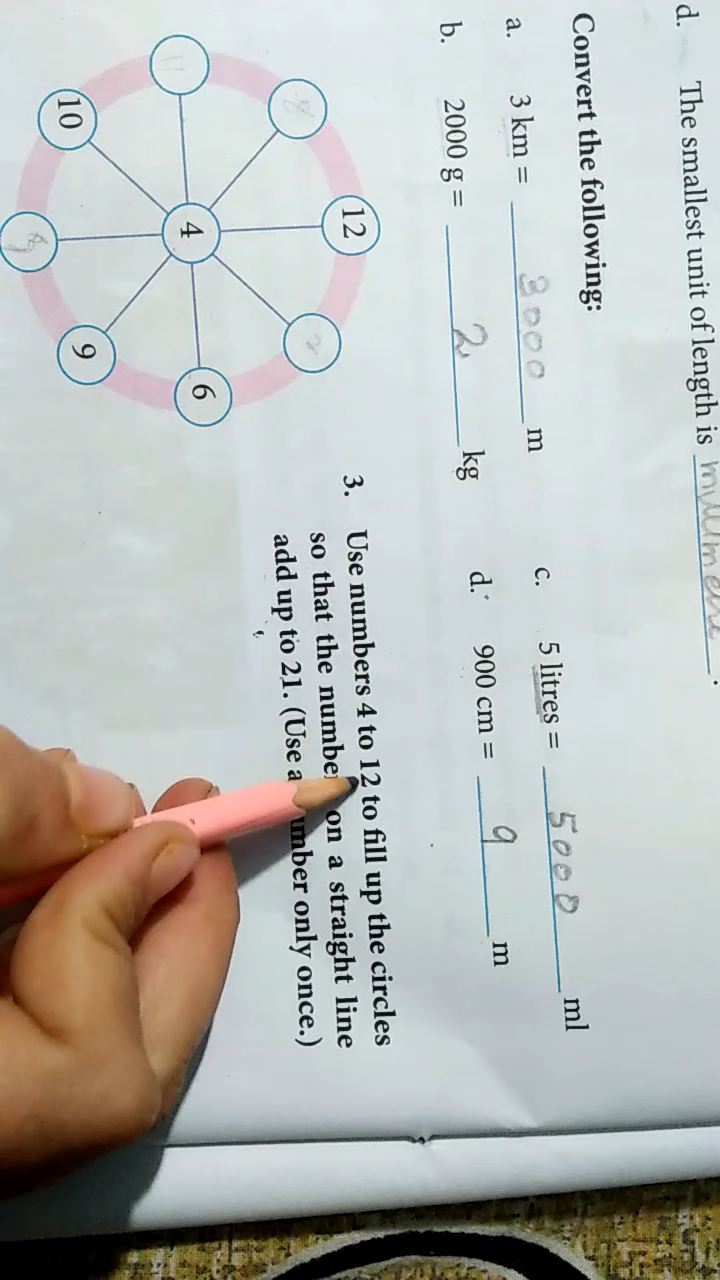 d. The smallest unit of length is
Convert the following:
a. 3 km = 3000 m
c. 5 litres = 5000 ml
b. 2000 g = 2 kg
d. 900 cm = 9 m
3. Use numbers 4 to 12 to fill up the circles
so that the number on a straight line
add up to 21. (Use a number only once.)
12
8
11
4
6
10
9